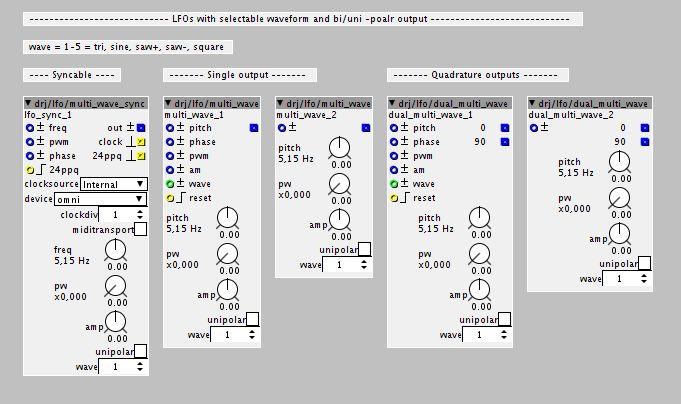 LFOs with selectable waveform and bi/uni -poalr output
wave = 1-5 = tri, sine, saw+, saw-, square
---- Syncable ----
------- Single output -------
------- Quadrature outputs -------
▼ drj/lfo/multi_wave_sync
lfo_sync_1
freq out
pwm clock
phase 24ppq
24ppq
clocksource Internal ▼
device omni ▼
clockdiv 1
miditransport
freq
5,15 Hz
0.00
pw
x0,000
0.00
amp
0.00
unipolar
wave 1
▼ drj/lfo/multi_wave
multi_wave_1
pitch
phase
pwm
am
wave
reset
pitch
5,15 Hz
0.00
pw
x0,000
0.00
amp
0.00
unipolar
wave 1
▼ drj/lfo/multi_wave
multi_wave_2
pitch
5,15 Hz
0.00
pw
x0,000
0.00
amp
0.00
unipolar
wave 1
▼ drj/lfo/dual_multi_wave
dual_multi_wave_1
pitch 0
phase 90
pwm
am
wave
reset
pitch
5,15 Hz
0.00
pw
x0,000
0.00
amp
0.00
unipolar
wave 1
▼ drj/lfo/dual_multi_wave
dual_multi_wave_2
0
90
pitch
5,15 Hz
0.00
pw
x0,000
0.00
amp
0.00
unipolar
wave 1